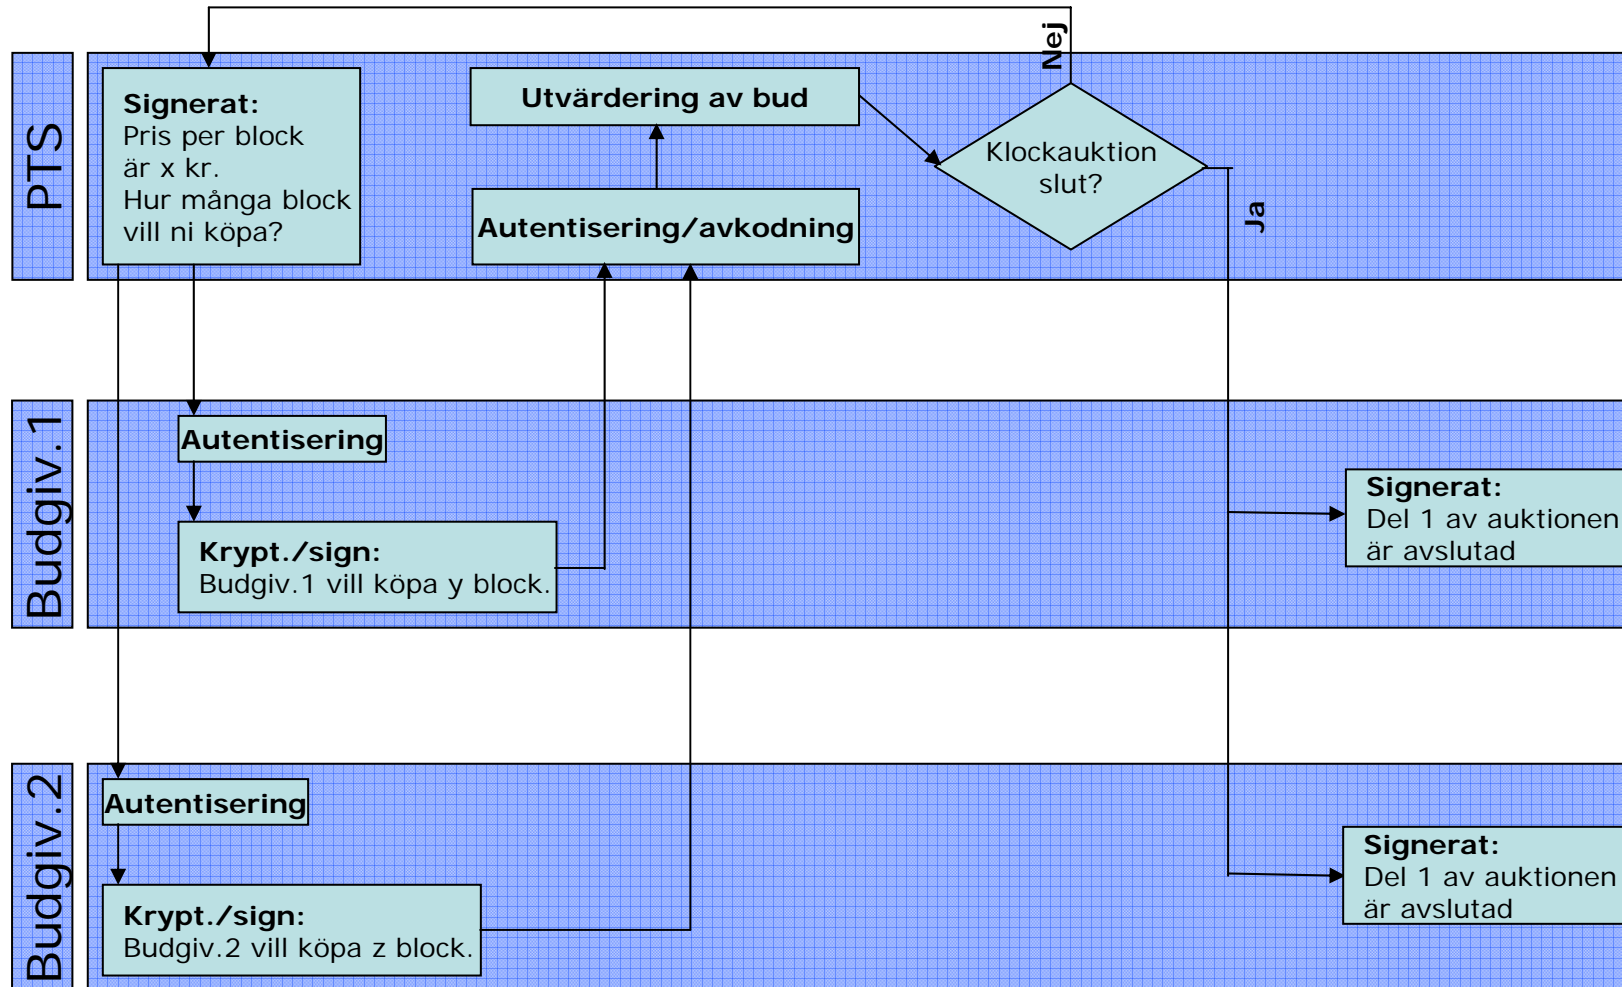 PTS
Signerat:
Pris per block
är x kr.
Hur många block
vill ni köpa?
Utvärdering av bud
Autentisering/avkodning
Nej
Klockauktion
slut?
Ja
Budgiv.1
Autentisering
Krypt./sign:
Budgiv.1 vill köpa y block.
Signerat:
Del 1 av auktionen
är avslutad
Budgiv.2
Autentisering
Krypt./sign:
Budgiv.2 vill köpa z block.
Signerat:
Del 1 av auktionen
är avslutad